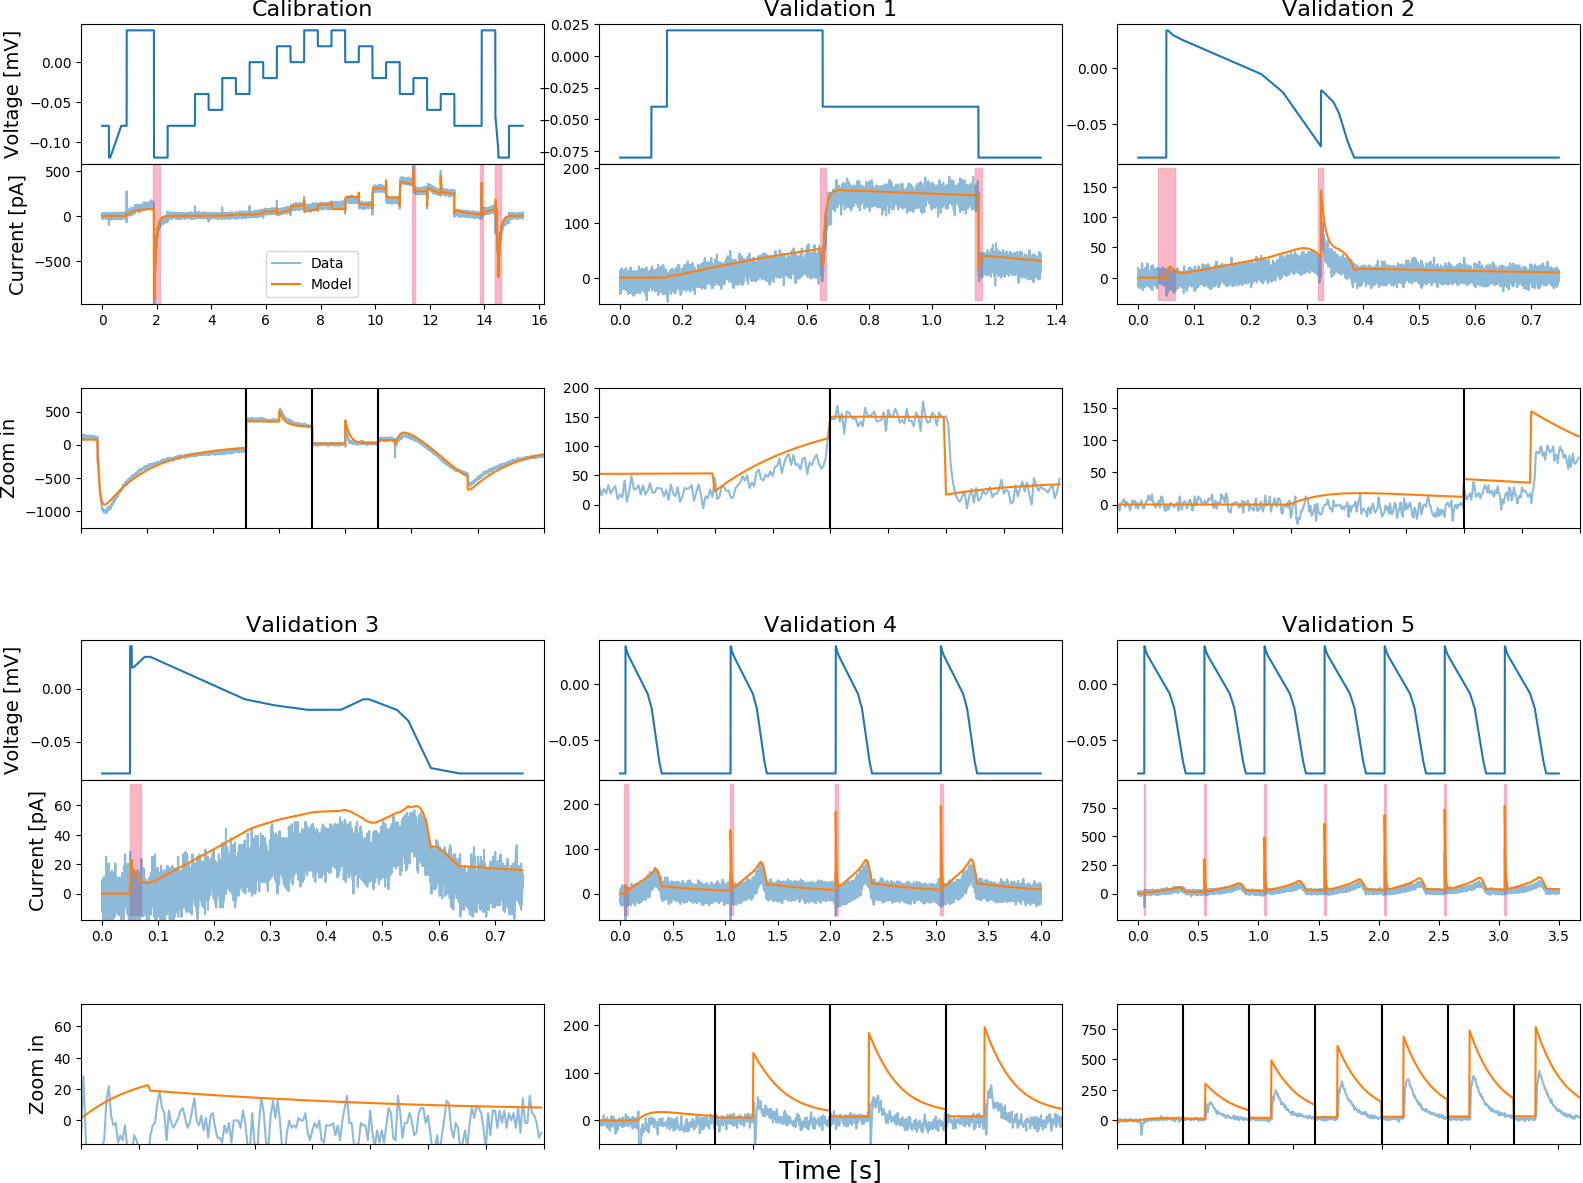 Calibration
Validation 1
Validation 2
Voltage [mV]
0.00
−0.05
−0.10
0.025
0.000
−0.025
−0.050
−0.075
0.00
−0.05
Current [pA]
500
0
−500
Data
Model
0 2 4 6 8 10 12 14 16
200
100
0
0.0 0.2 0.4 0.6 0.8 1.0 1.2 1.4
150
100
50
0
0.0 0.1 0.2 0.3 0.4 0.5 0.6 0.7
Zoom in
500
0
−500
−1000
200
150
100
50
0
150
100
50
0
Validation 3
Validation 4
Validation 5
Voltage [mV]
0.00
−0.05
0.00
−0.05
0.00
−0.05
Current [pA]
60
40
20
0
0.0 0.1 0.2 0.3 0.4 0.5 0.6 0.7
200
100
0
0.0 0.5 1.0 1.5 2.0 2.5 3.0 3.5 4.0
750
500
250
0
0.0 0.5 1.0 1.5 2.0 2.5 3.0 3.5
Zoom in
60
40
20
0
200
100
0
750
500
250
0
Time [s]